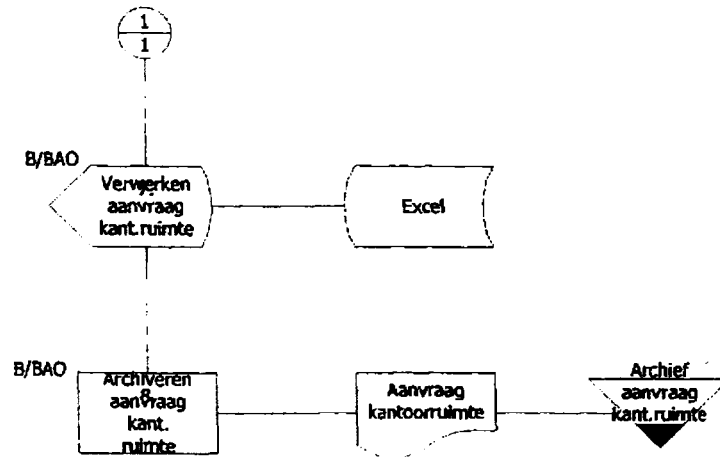 1
1
B/BAO
Verwerken
aanvraag
kant.ruimte
Excel
B/BAO
Archiveren
8
aanvraag
kant.
ruimte
Aanvraag
kantoorruimte
Archief
aanvraag
kant.ruimte